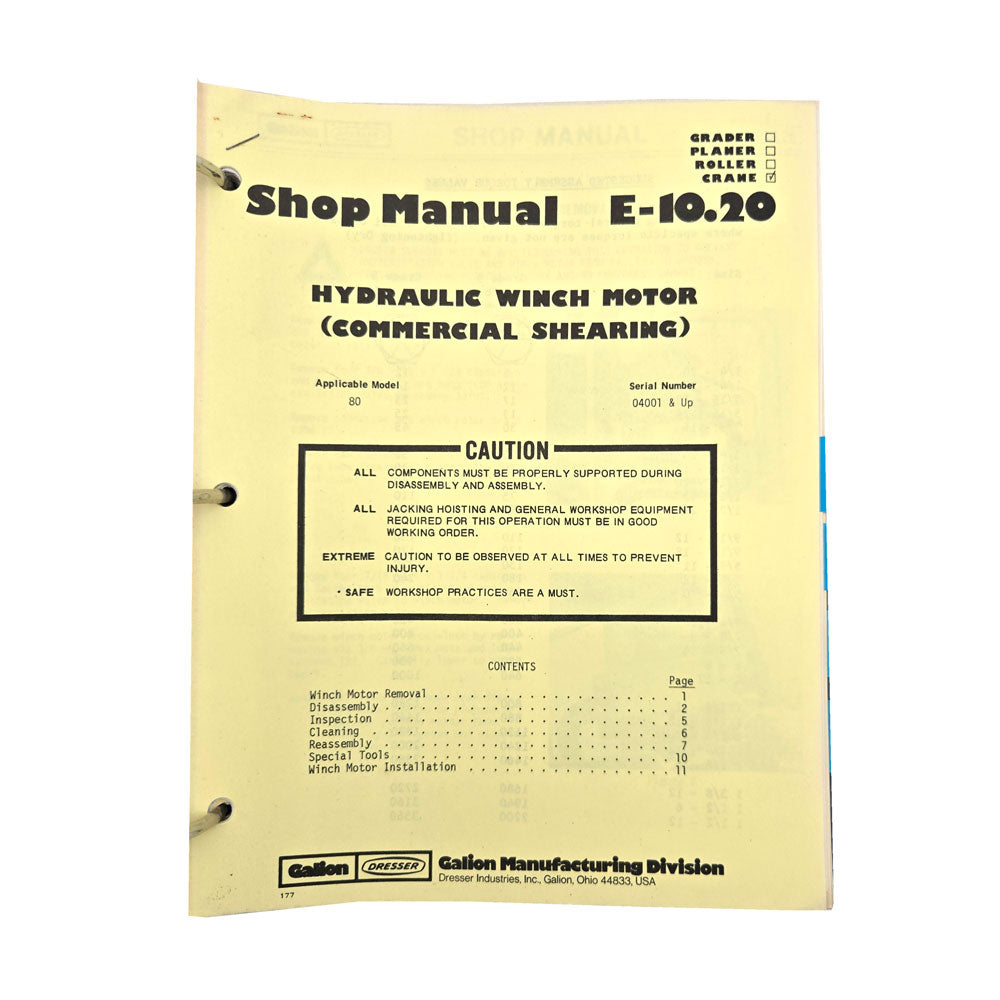 GRADER ☐
PLANER ☐
ROLLER ☐
CRANE ☑
Shop Manual E-10.20
HYDRAULIC WINCH MOTOR
(COMMERCIAL SHEARING)
Applicable Model Serial Number
80 04001 & Up
CAUTION
ALL COMPONENTS MUST BE PROPERLY SUPPORTED DURING
DISASSEMBLY AND ASSEMBLY.
ALL JACKING HOISTING AND GENERAL WORKSHOP EQUIPMENT
REQUIRED FOR THIS OPERATION MUST BE IN GOOD
WORKING ORDER.
EXTREME CAUTION TO BE OBSERVED AT ALL TIMES TO PREVENT
INJURY.
SAFE WORKSHOP PRACTICES ARE A MUST.
CONTENTS
Page
Winch Motor Removal . . . . . . . . . . . . . . . . . . . . 1
Disassembly . . . . . . . . . . . . . . . . . . . . . . . . 2
Inspection . . . . . . . . . . . . . . . . . . . . . . . . 5
Cleaning . . . . . . . . . . . . . . . . . . . . . . . . . 6
Reassembly . . . . . . . . . . . . . . . . . . . . . . . . 7
Special Tools . . . . . . . . . . . . . . . . . . . . . . . 10
Winch Motor Installation . . . . . . . . . . . . . . . . . 11
Galion DRESSER Galion Manufacturing Division
Dresser Industries, Inc., Galion, Ohio 44833, USA
177